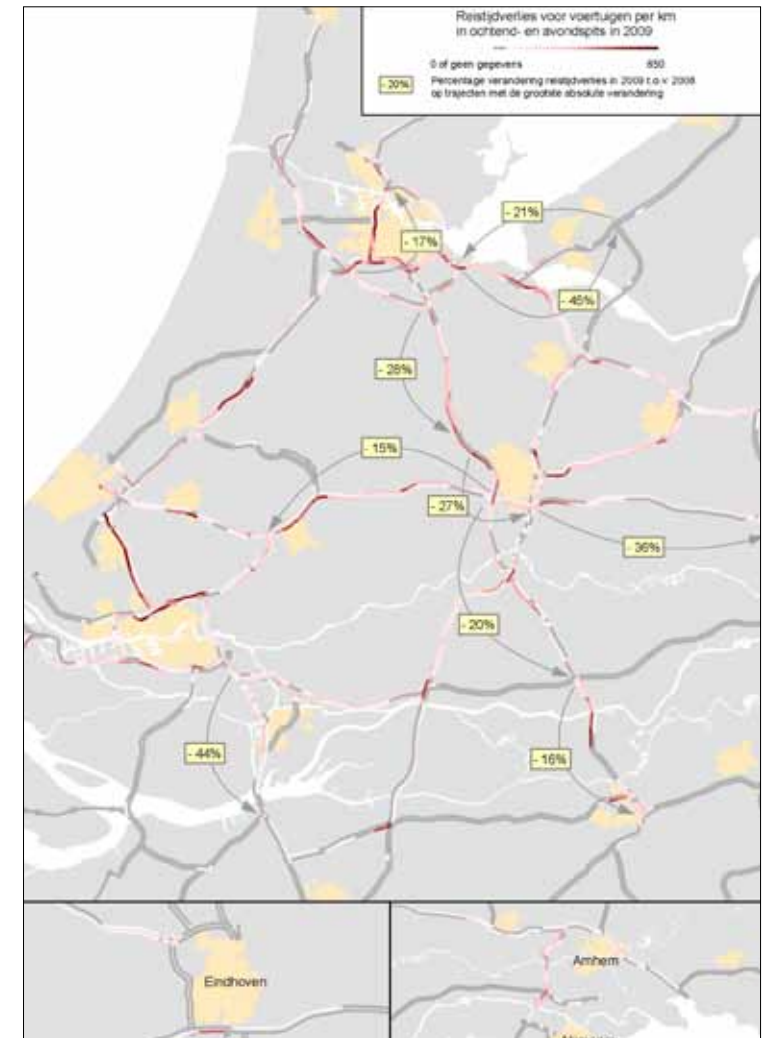 Reistijdverlies voor voertuigen per km
in ochtend- en avondspits in 2009
0 of geen gegevens 650
- 20% Percentage verandering reistijdverlies in 2009 t.o.v. 2008
op trajecten met de grootste absolute verandering
- 21%
- 17%
- 45%
- 28%
- 15%
- 27%
- 36%
- 20%
- 44%
- 16%
Eindhoven
Arnhem